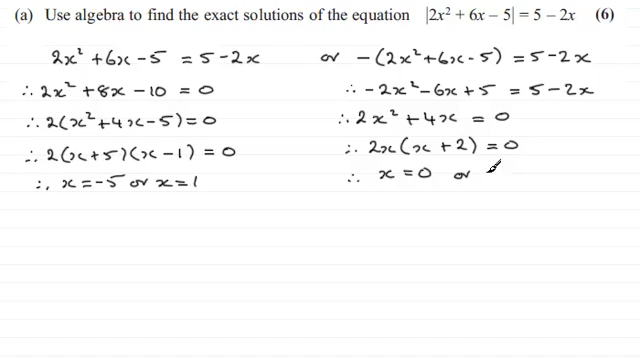 (a) Use algebra to find the exact solutions of the equation |2x² + 6x − 5| = 5 − 2x (6)
2x² + 6x − 5 = 5 − 2x or −(2x² + 6x − 5) = 5 − 2x
∴ 2x² + 8x − 10 = 0 ∴ −2x² − 6x + 5 = 5 − 2x
∴ 2(x² + 4x − 5) = 0 ∴ 2x² + 4x = 0
∴ 2(x + 5)(x − 1) = 0 ∴ 2x(x + 2) = 0
∴ x = −5 or x = 1 ∴ x = 0 or